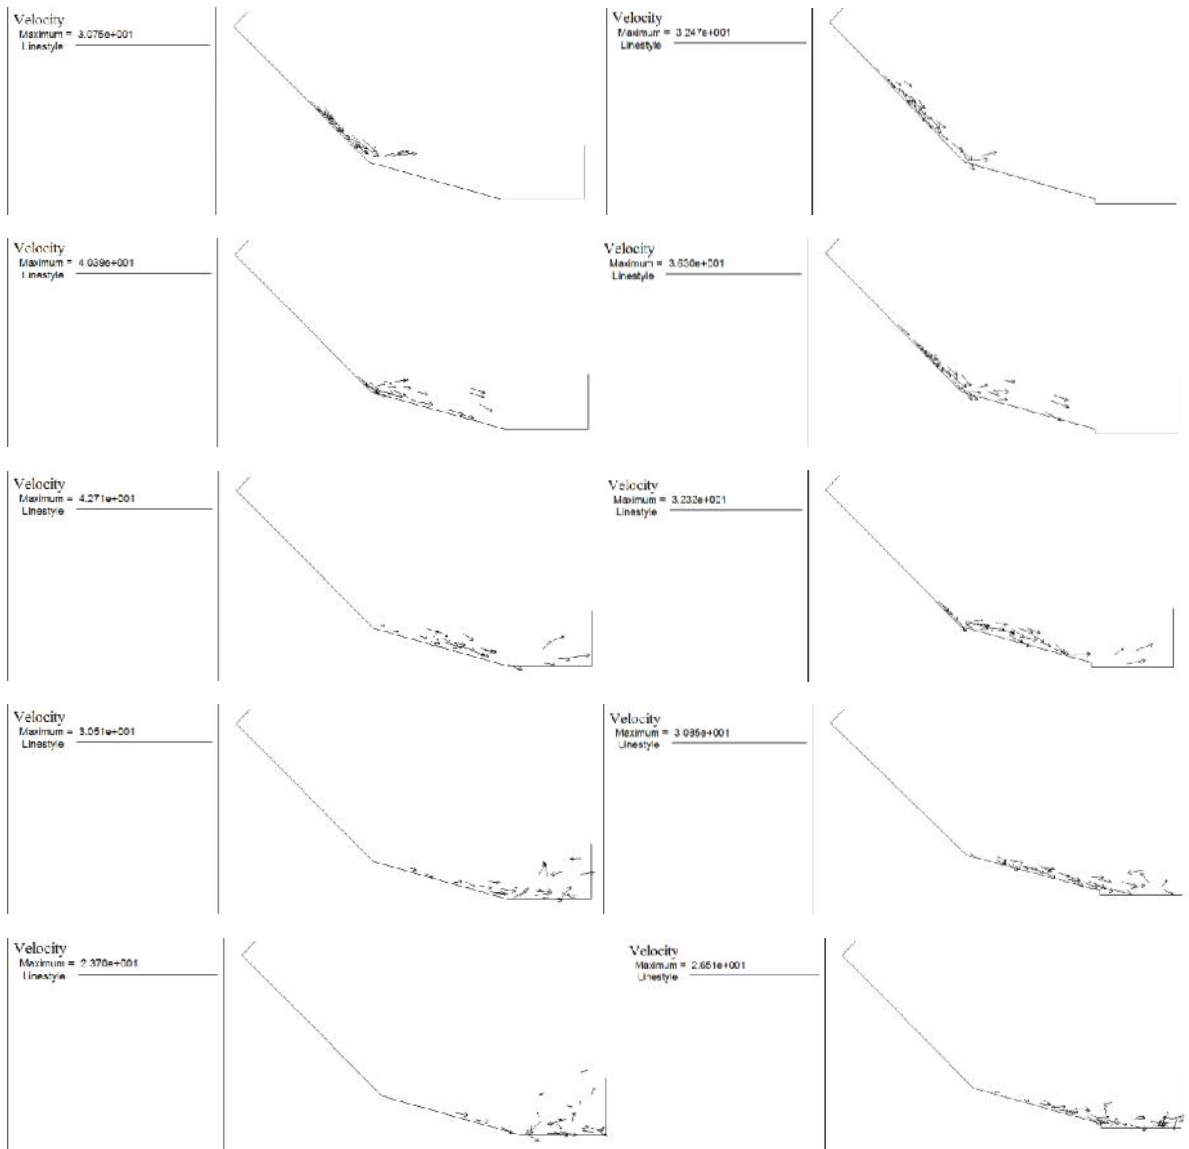 Velocity
Maximum = 3.075e+001
Linestyle
Velocity
Maximum = 3.247e+001
Linestyle
Velocity
Maximum = 4.039e+001
Linestyle
Velocity
Maximum = 3.630e+001
Linestyle
Velocity
Maximum = 4.271e+001
Linestyle
Velocity
Maximum = 3.232e+001
Linestyle
Velocity
Maximum = 3.051e+001
Linestyle
Velocity
Maximum = 3.085e+001
Linestyle
Velocity
Maximum = 2.370e+001
Linestyle
Velocity
Maximum = 2.651e+001
Linestyle